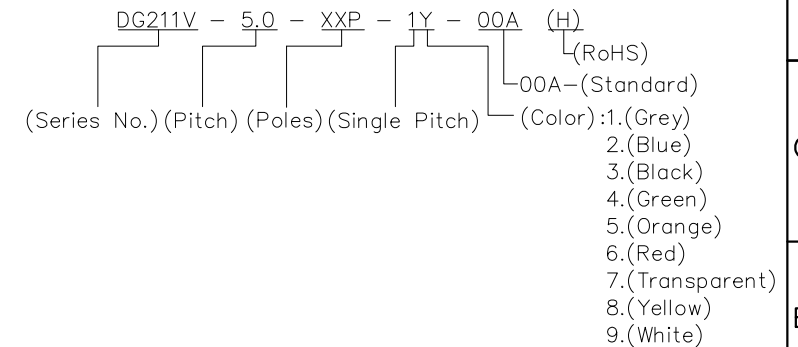 DG211V - 5.0 - XXP - 1Y - 00A (H)
(RoHS)
00A-(Standard)
(Series No.) (Pitch) (Poles) (Single Pitch) (Color) :1.(Grey)
2.(Blue)
3.(Black)
4.(Green)
5.(Orange)
6.(Red)
7.(Transparent)
8.(Yellow)
9.(White)